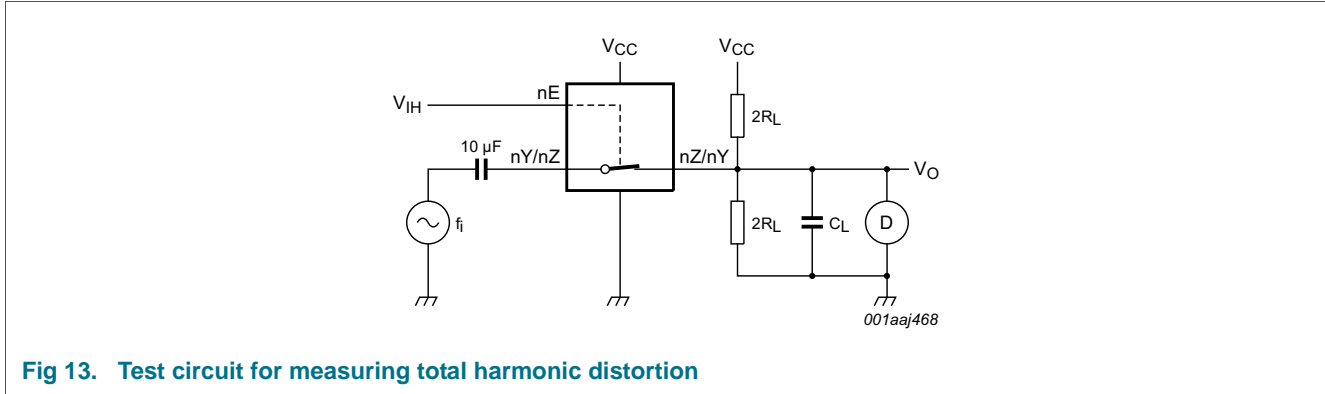 VCC
VCC
nE
VIH
2RL
10 μF
nY/nZ
nZ/nY
VO
fi
2RL
CL
D
001aaj468
Fig 13. Test circuit for measuring total harmonic distortion